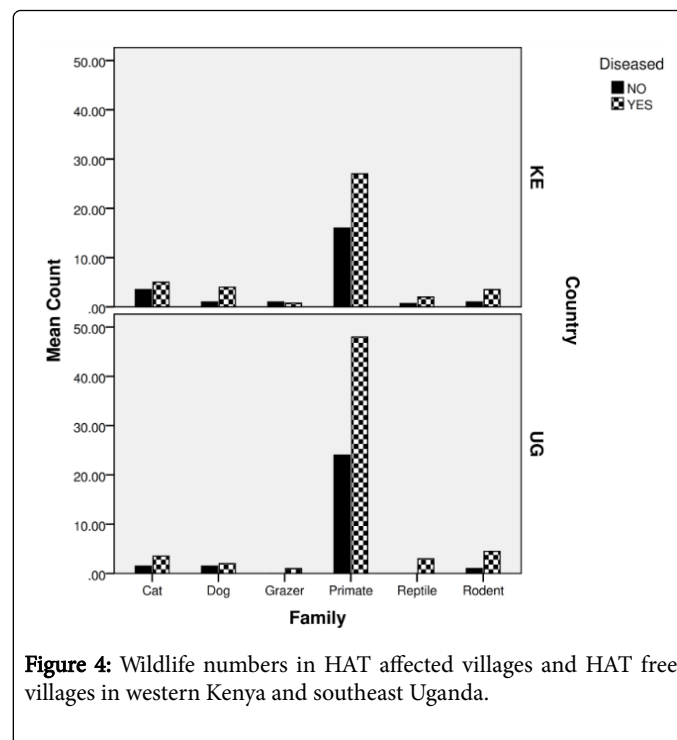 Diseased
NO
YES
50.00
40.00
30.00
20.00
10.00
.00
KE
50.00
40.00
30.00
20.00
10.00
.00
UG
Mean Count
Country
Cat Dog Grazer Primate Reptile Rodent
Family
Figure 4: Wildlife numbers in HAT affected villages and HAT free
villages in western Kenya and southeast Uganda.